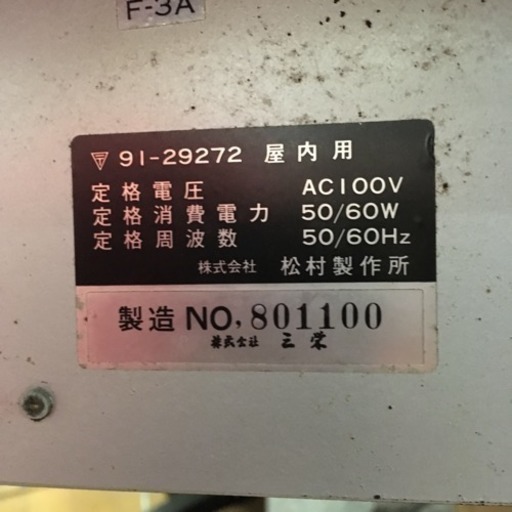 F-3A
91-29272 屋内用
定格電圧 AC100V
定格消費電力 50/60W
定格周波数 50/60Hz
株式会社 松村製作所
製造 NO, 801100
株式会社 三栄